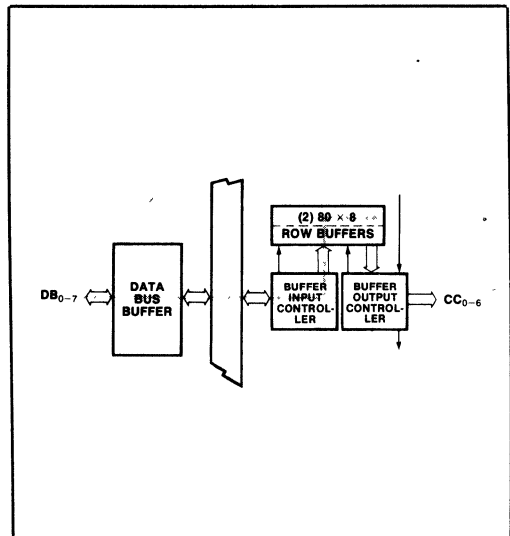 (2) 80 × 8
ROW BUFFERS
DB0–7
DATA
BUS
BUFFER
BUFFER
INPUT
CONTROL-
LER
BUFFER
OUTPUT
CONTROL-
LER
CC0–6